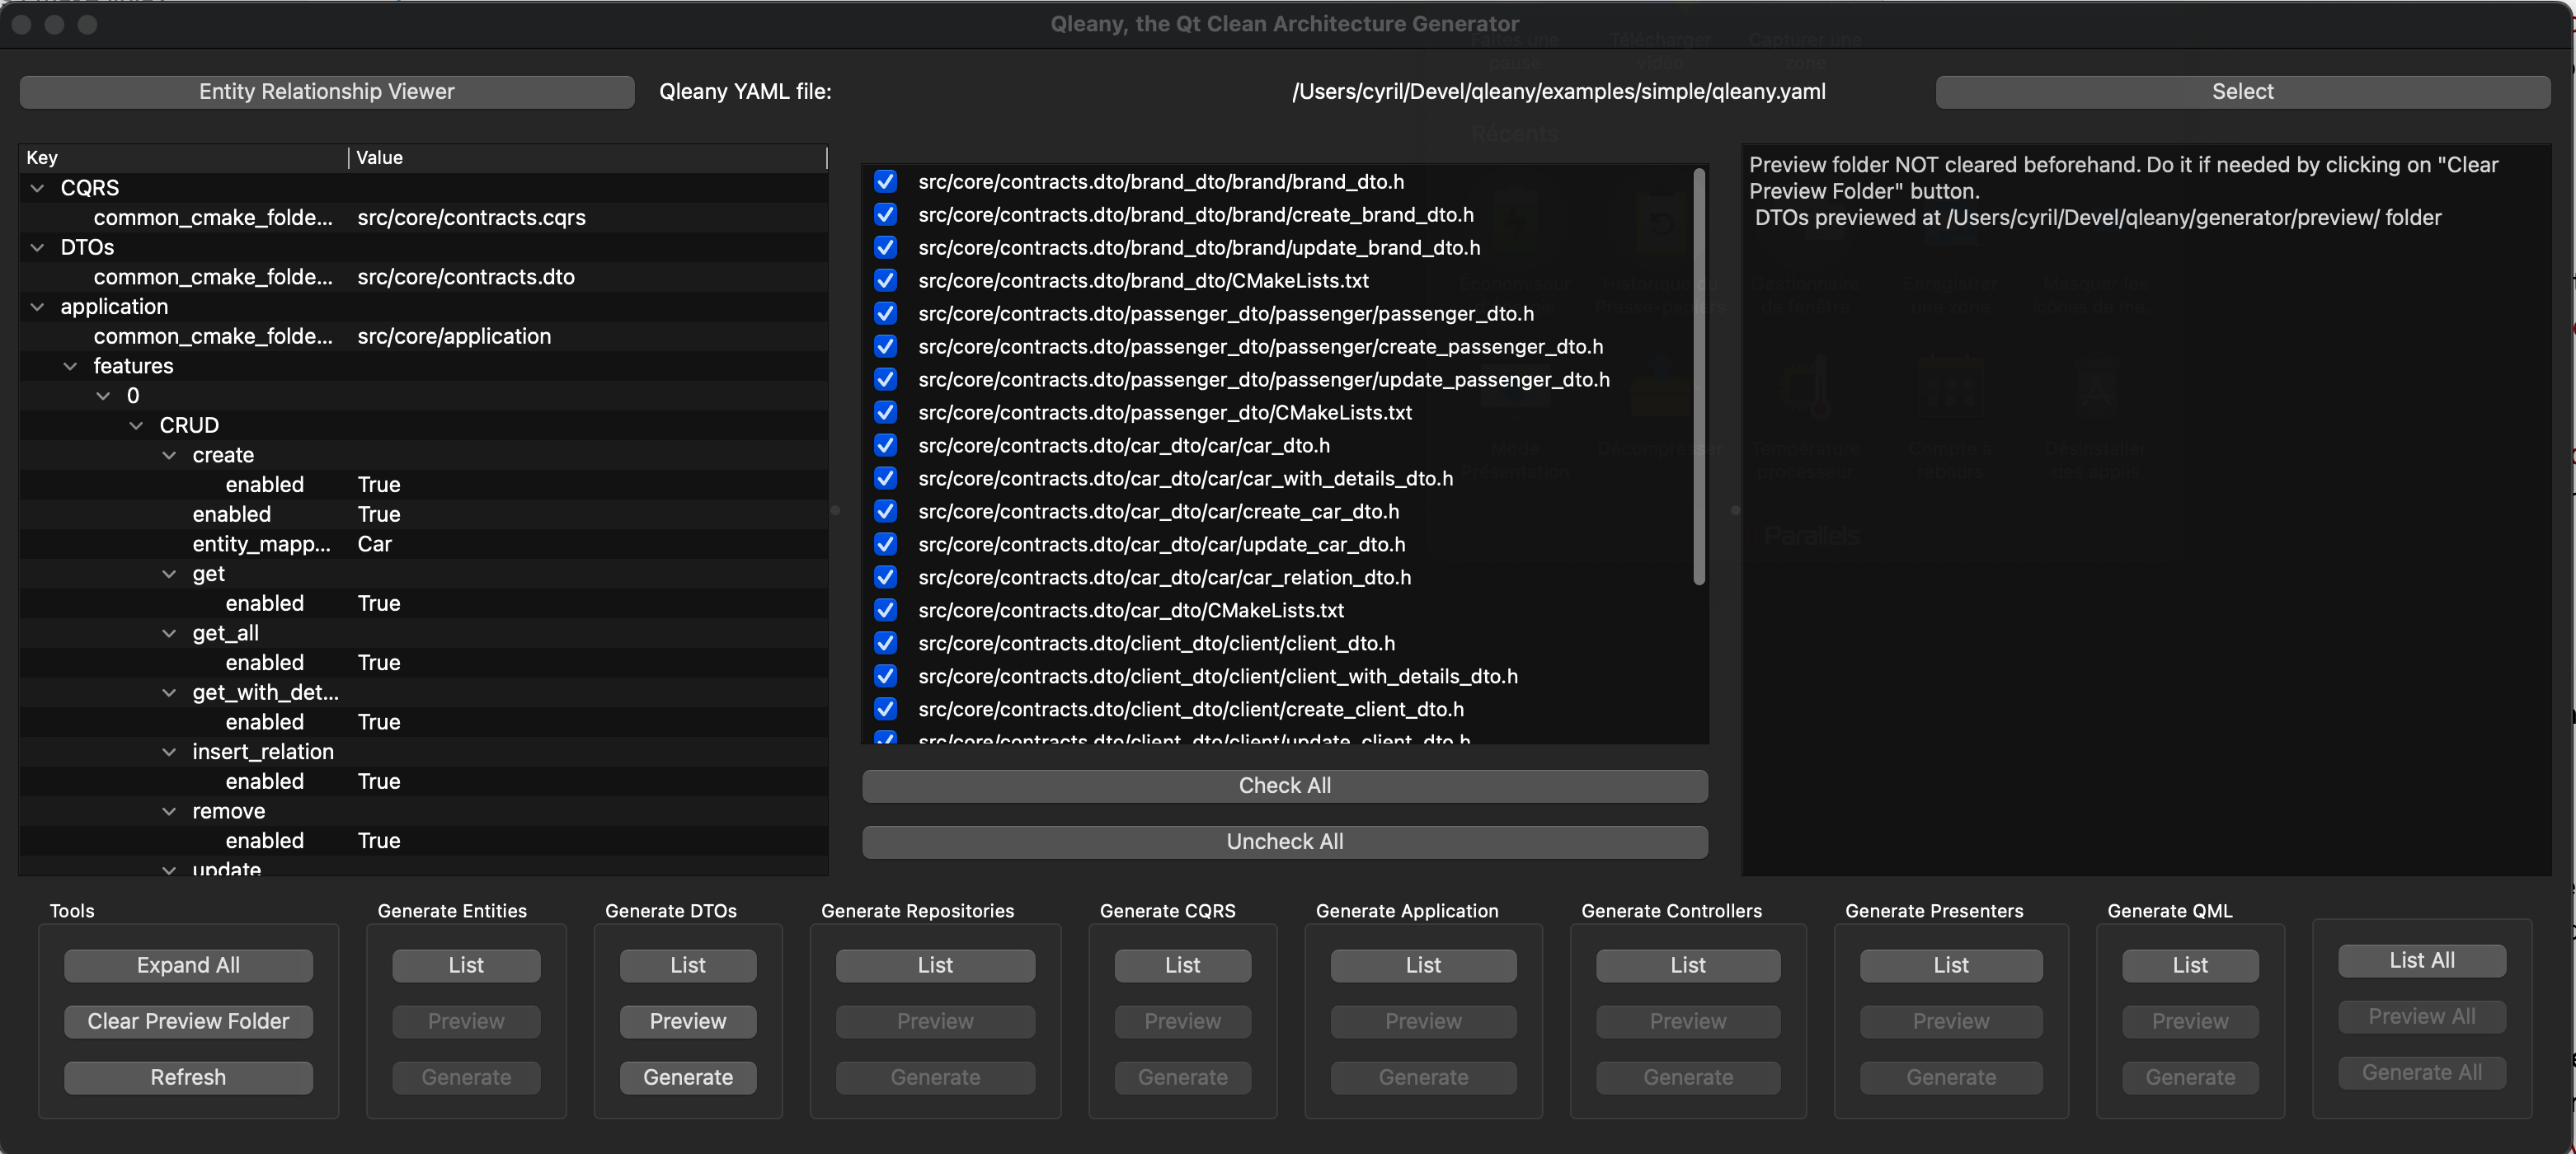 Qleany, the Qt Clean Architecture Generator
Entity Relationship Viewer
Qleany YAML file:
/Users/cyril/Devel/qleany/examples/simple/qleany.yaml
Select
Récents
Parallels
Key Value
CQRS
common_cmake_folde... src/core/contracts.cqrs
DTOs
common_cmake_folde... src/core/contracts.dto
application
common_cmake_folde... src/core/application
features
0
CRUD
create
enabled True
enabled True
entity_mapp... Car
get
enabled True
get_all
enabled True
get_with_det...
enabled True
insert_relation
enabled True
remove
enabled True
update
src/core/contracts.dto/brand_dto/brand/brand_dto.h
src/core/contracts.dto/brand_dto/brand/create_brand_dto.h
src/core/contracts.dto/brand_dto/brand/update_brand_dto.h
src/core/contracts.dto/brand_dto/CMakeLists.txt
src/core/contracts.dto/passenger_dto/passenger/passenger_dto.h
src/core/contracts.dto/passenger_dto/passenger/create_passenger_dto.h
src/core/contracts.dto/passenger_dto/passenger/update_passenger_dto.h
src/core/contracts.dto/passenger_dto/CMakeLists.txt
src/core/contracts.dto/car_dto/car/car_dto.h
src/core/contracts.dto/car_dto/car/car_with_details_dto.h
src/core/contracts.dto/car_dto/car/create_car_dto.h
src/core/contracts.dto/car_dto/car/update_car_dto.h
src/core/contracts.dto/car_dto/car/car_relation_dto.h
src/core/contracts.dto/car_dto/CMakeLists.txt
src/core/contracts.dto/client_dto/client/client_dto.h
src/core/contracts.dto/client_dto/client/client_with_details_dto.h
src/core/contracts.dto/client_dto/client/create_client_dto.h
src/core/contracts.dto/client_dto/client/update_client_dto.h
Check All
Uncheck All
Preview folder NOT cleared beforehand. Do it if needed by clicking on "Clear
Preview Folder" button.
DTOs previewed at /Users/cyril/Devel/qleany/generator/preview/ folder
Tools
Expand All
Clear Preview Folder
Refresh
Generate Entities
List
Preview
Generate
Generate DTOs
List
Preview
Generate
Generate Repositories
List
Preview
Generate
Generate CQRS
List
Preview
Generate
Generate Application
List
Preview
Generate
Generate Controllers
List
Preview
Generate
Generate Presenters
List
Preview
Generate
Generate QML
List
Preview
Generate
List All
Preview All
Generate All